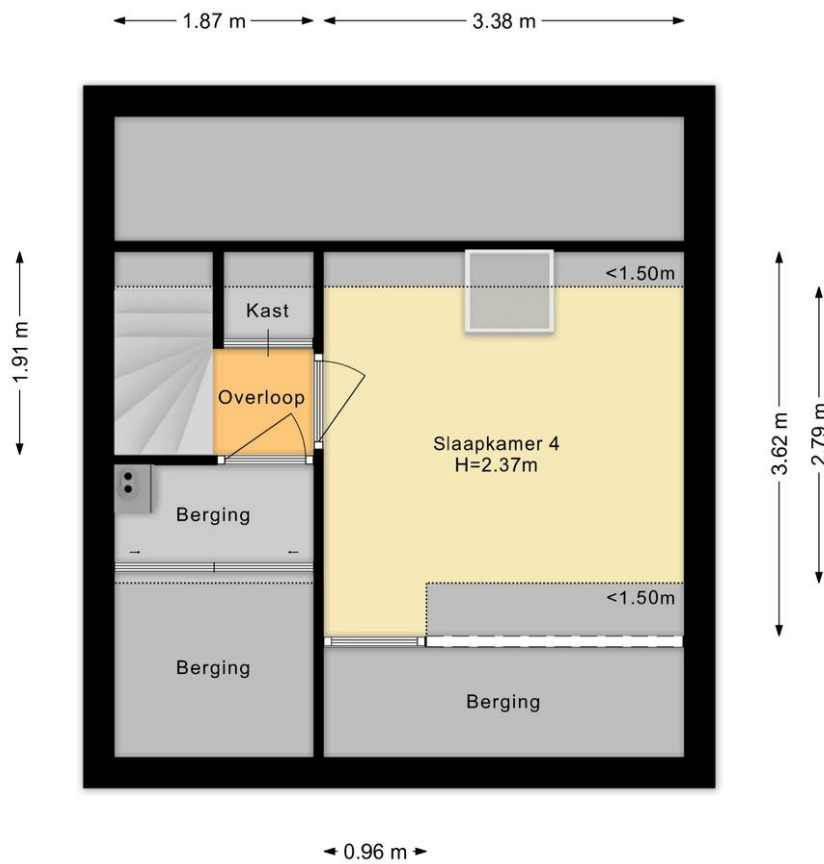 1.87 m
3.38 m
<1.50m
Kast
1.91 m
Overloop
Slaapkamer 4
H=2.37m
3.62 m
2.79 m
Berging
<1.50m
Berging
Berging
0.96 m